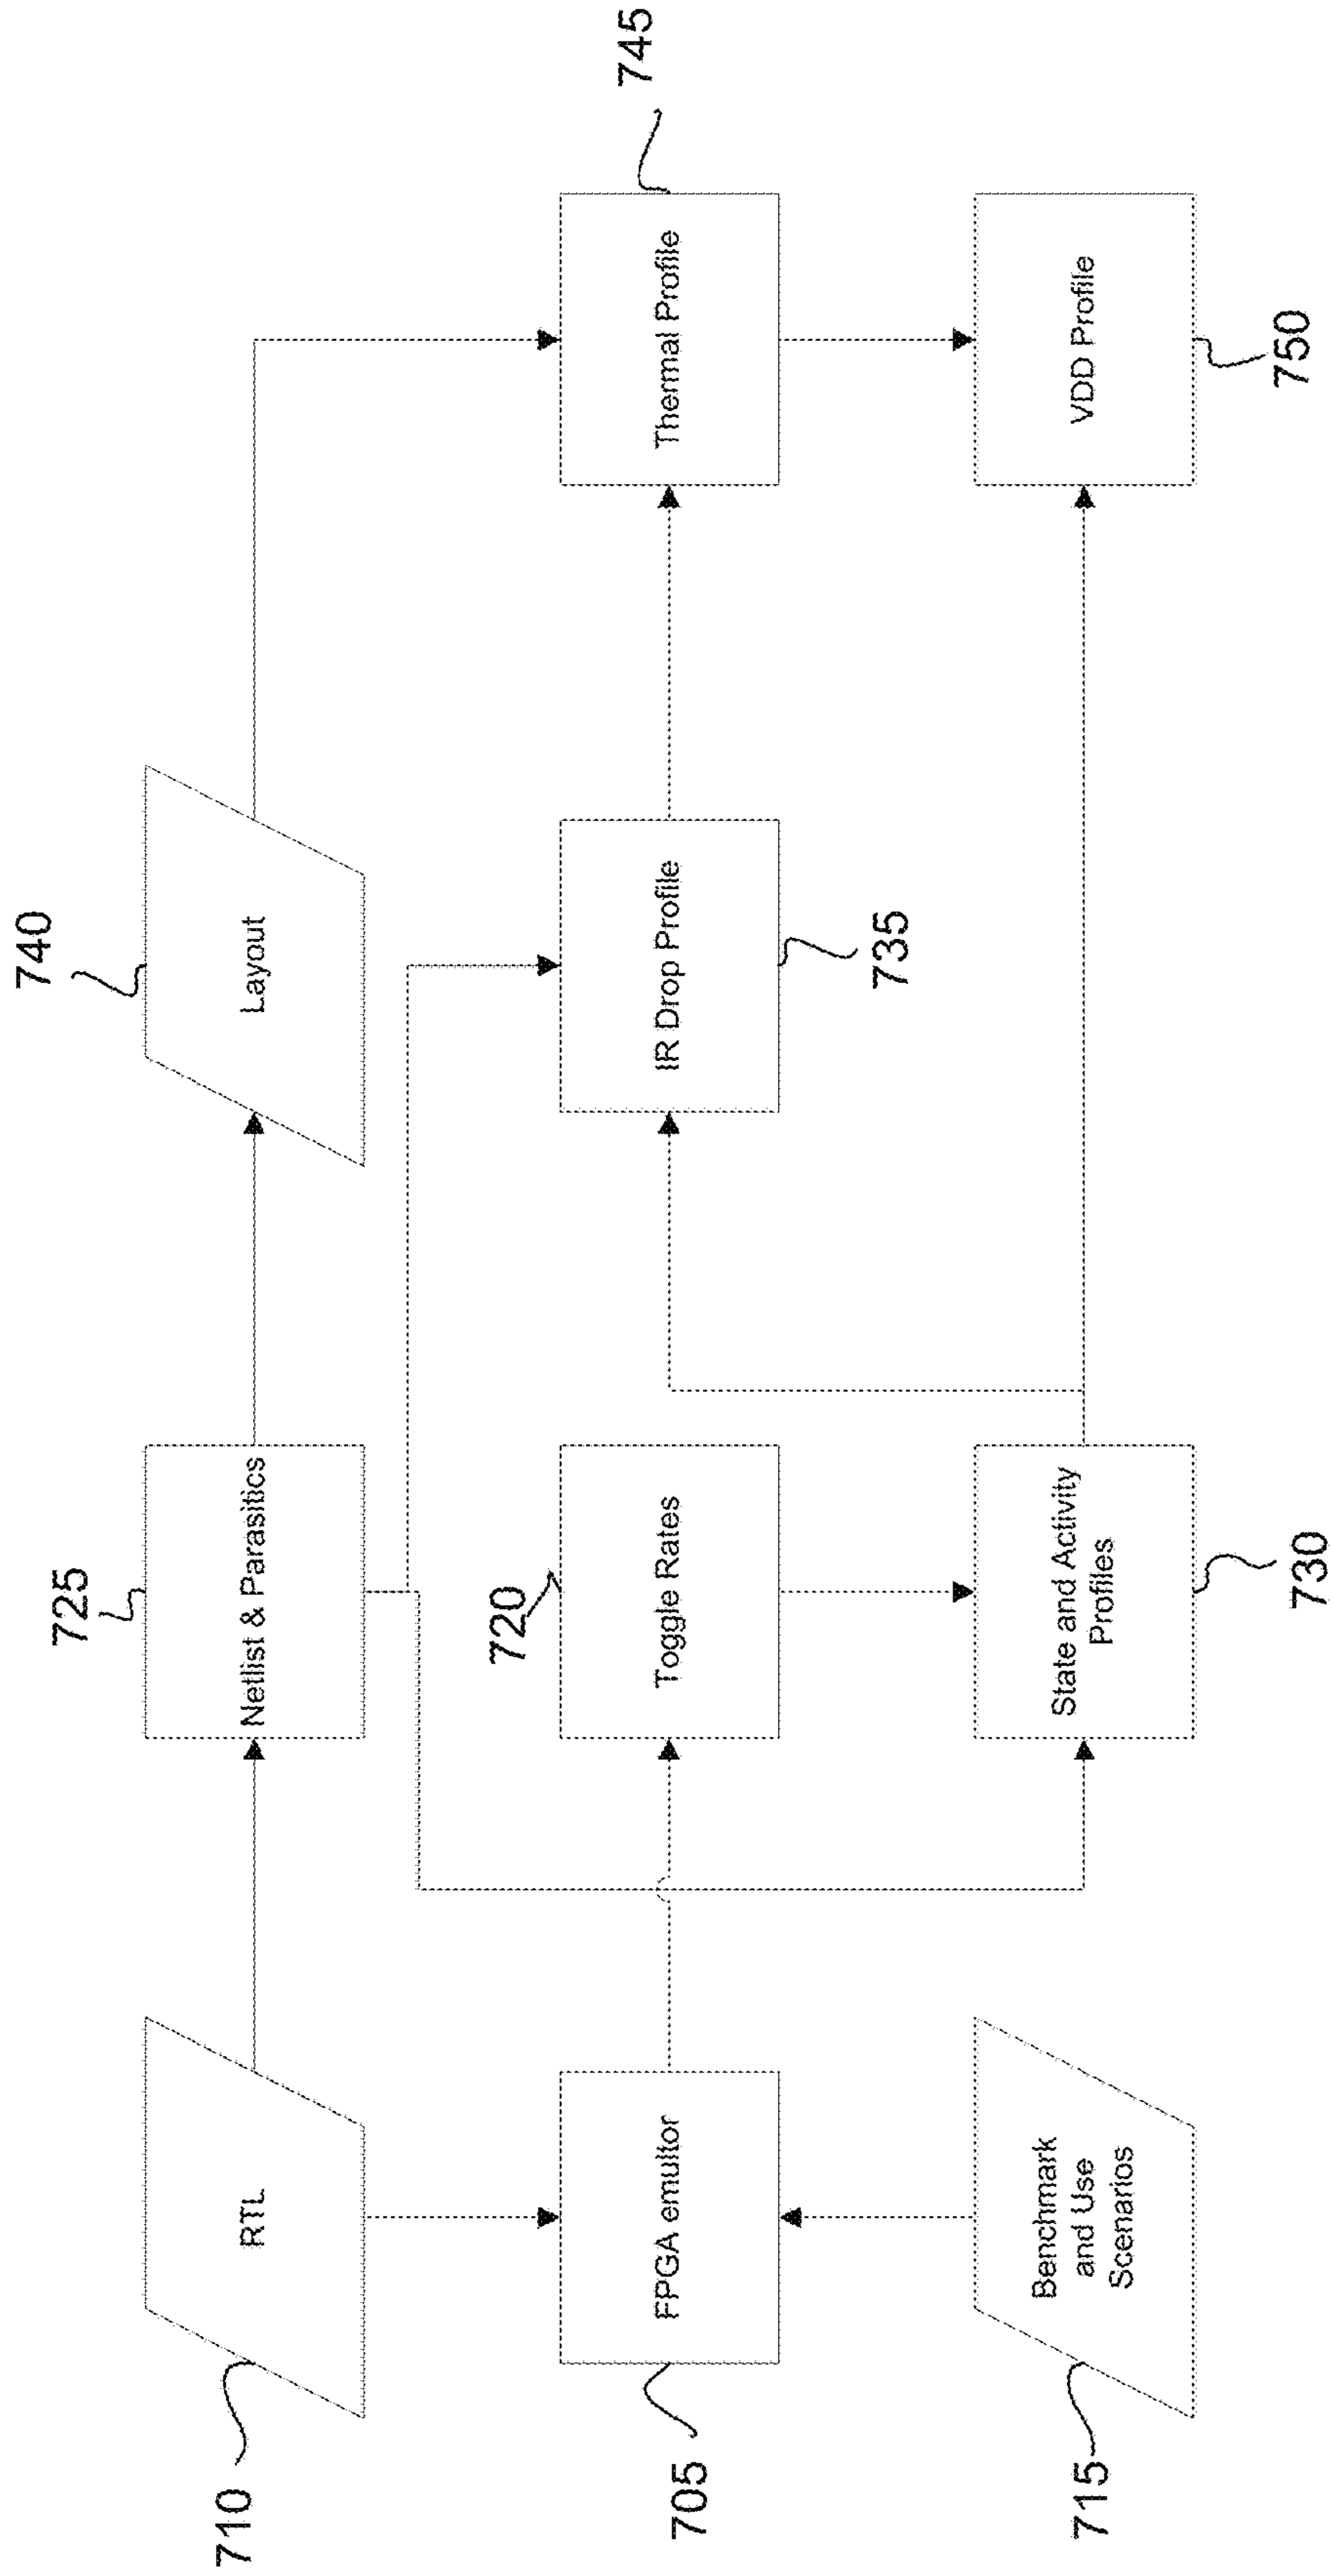 710
RTL
725
Netlist & Parasitics
740
Layout
705
FPGA emultor
720
Toggle Rates
IR Drop Profile
735
Thermal Profile
745
715
Benchmark
and Use
Scenarios
State and Activity
Profiles
730
VDD Profile
750